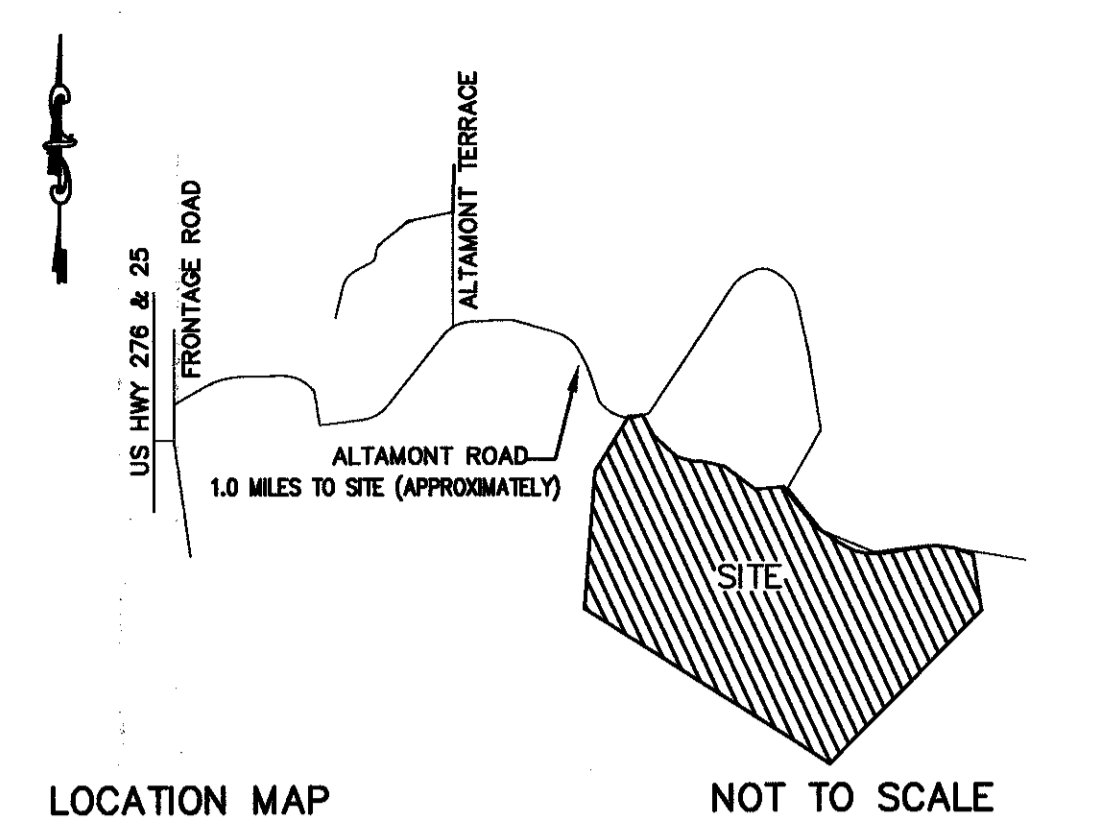 ALTAMONT TERRACE
FRONTAGE ROAD
US HWY 276 & 25
ALTAMONT ROAD
1.0 MILES TO SITE (APPROXIMATELY)
SITE
LOCATION MAP
NOT TO SCALE